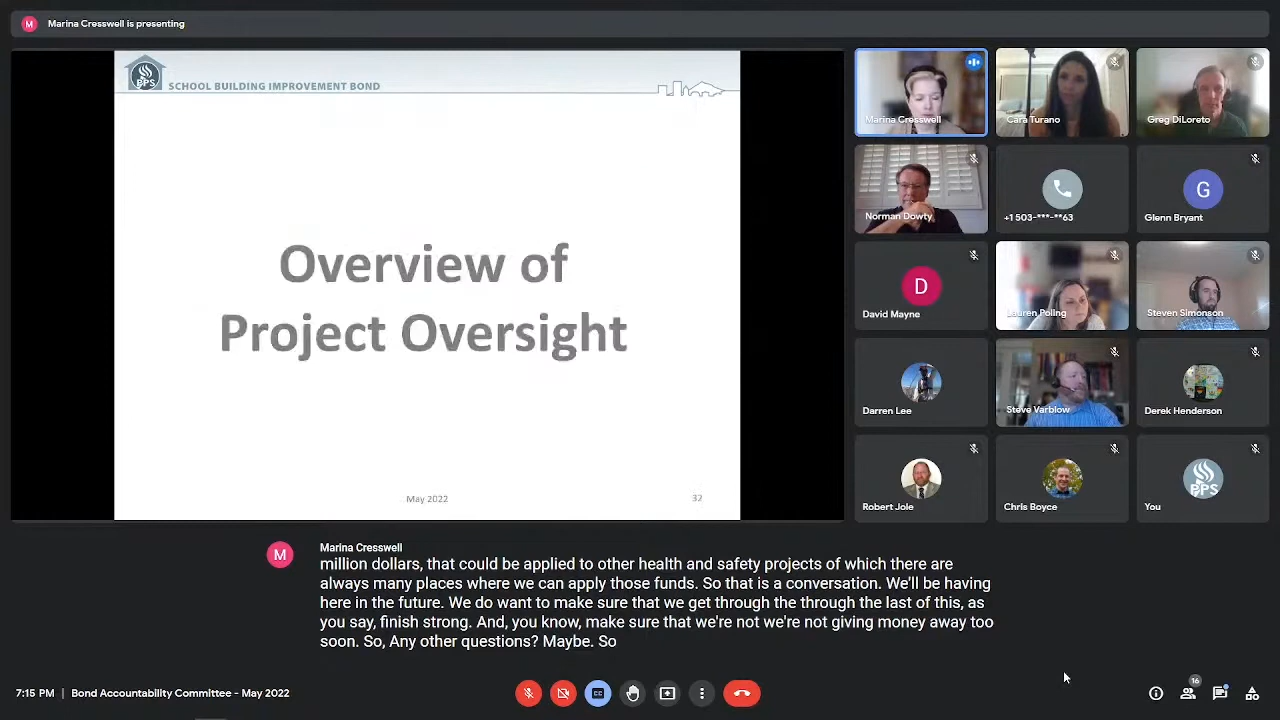 M
Marina Cresswell is presenting
PPS
SCHOOL BUILDING IMPROVEMENT BOND
Overview of
Project Oversight
May 2022
32
Marina Cresswell
Cara Turano
Greg DiLoreto
Norman Dowty
+1 503-***-**63
G
Glenn Bryant
D
David Mayne
Lauren Poling
Steven Simonson
Darren Lee
Steve Varblow
Derek Henderson
Robert Jole
Chris Boyce
PPS
You
M
Marina Cresswell
million dollars, that could be applied to other health and safety projects of which there are
always many places where we can apply those funds. So that is a conversation. We'll be having
here in the future. We do want to make sure that we get through the through the last of this, as
you say, finish strong. And, you know, make sure that we're not we're not giving money away too
soon. So, Any other questions? Maybe. So
7:15 PM | Bond Accountability Committee - May 2022
CC
16